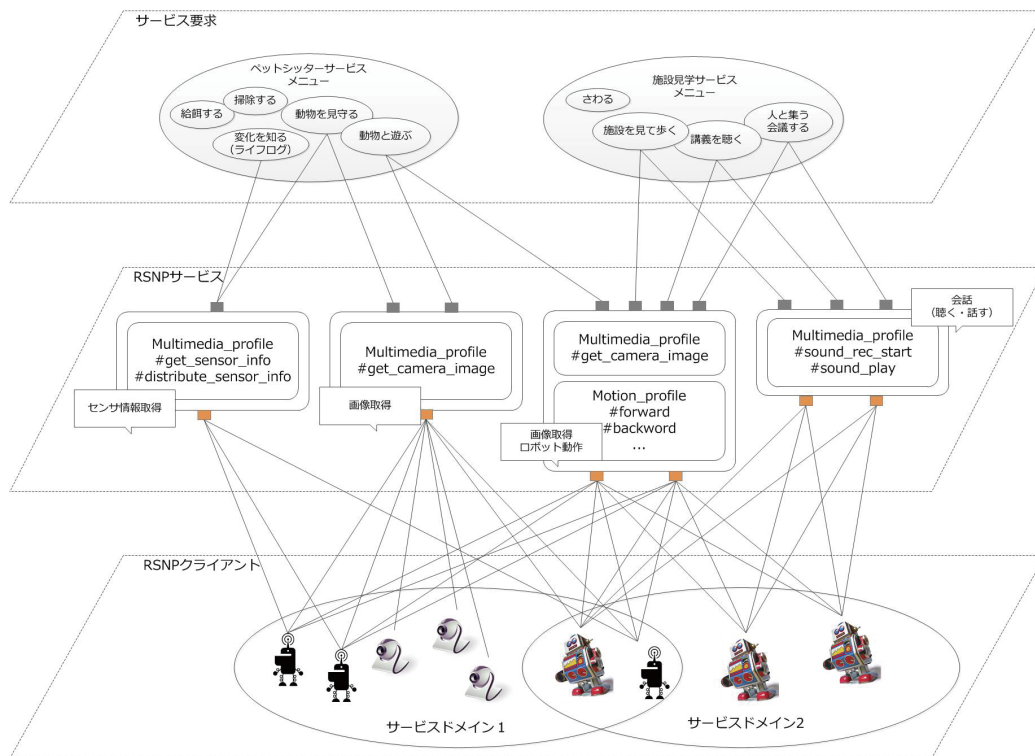 サービス要求
ペットシッターサービス
メニュー
給餌する
掃除する
動物を見守る
変化を知る
(ライフログ)
動物と遊ぶ
施設見学サービス
メニュー
さわる
施設を見て歩く
講義を聴く
人と集う
会議する
RSNPサービス
Multimedia_profile
#get_sensor_info
#distribute_sensor_info
センサ情報取得
Multimedia_profile
#get_camera_image
画像取得
Multimedia_profile
#get_camera_image
Motion_profile
#forward
#backword
…
画像取得
ロボット動作
Multimedia_profile
#sound_rec_start
#sound_play
会話
(聴く・話す)
RSNPクライアント
サービスドメイン1
サービスドメイン2